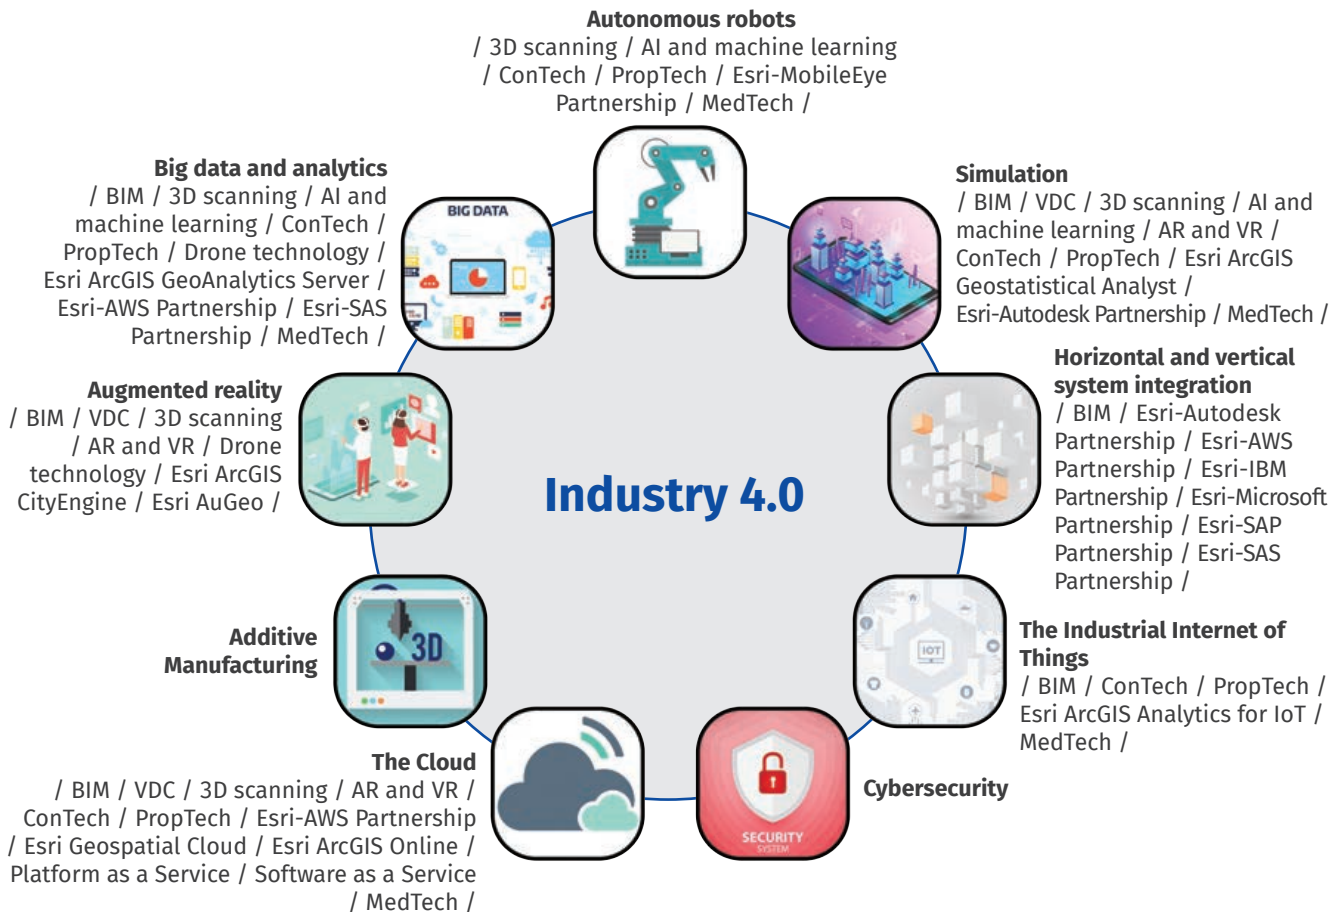 Autonomous robots
/ 3D scanning / AI and machine learning
/ ConTech / PropTech / Esri-MobileEye
Partnership / MedTech /
Big data and analytics
/ BIM / 3D scanning / AI and
machine learning / ConTech /
PropTech / Drone technology /
Esri ArcGIS GeoAnalytics Server /
Esri-AWS Partnership / Esri-SAS
Partnership / MedTech /
BIG DATA
Simulation
/ BIM / VDC / 3D scanning / AI and
machine learning / AR and VR /
ConTech / PropTech / Esri ArcGIS
Geostatistical Analyst /
Esri-Autodesk Partnership / MedTech /
Augmented reality
/ BIM / VDC / 3D scanning
/ AR and VR / Drone
technology / Esri ArcGIS
CityEngine / Esri AuGeo /
Industry 4.0
Horizontal and vertical
system integration
/ BIM / Esri-Autodesk
Partnership / Esri-AWS
Partnership / Esri-IBM
Partnership / Esri-Microsoft
Partnership / Esri-SAP
Partnership / Esri-SAS
Partnership /
Additive
Manufacturing
3D
IOT
The Industrial Internet of
Things
/ BIM / ConTech / PropTech /
Esri ArcGIS Analytics for IoT /
MedTech /
The Cloud
/ BIM / VDC / 3D scanning / AR and VR /
ConTech / PropTech / Esri-AWS Partnership
/ Esri Geospatial Cloud / Esri ArcGIS Online /
Platform as a Service / Software as a Service
/ MedTech /
SECURITY
SYSTEM
Cybersecurity